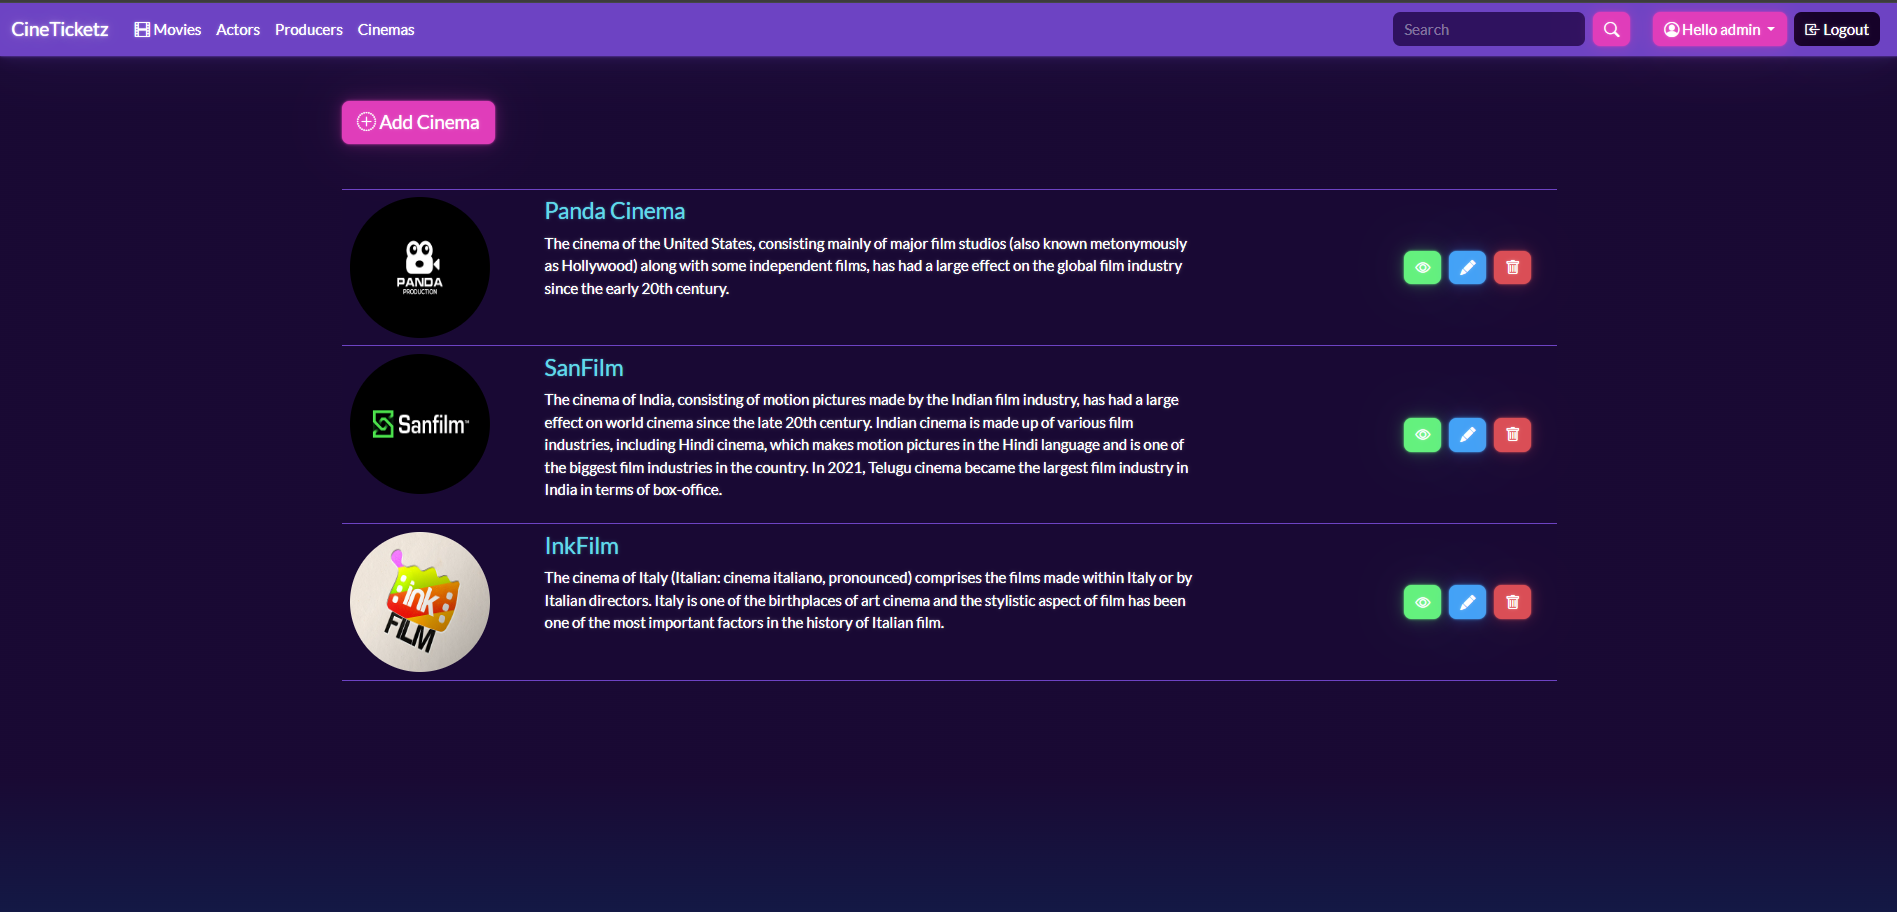 CineTicketz Movies Actors Producers Cinemas Search Hello admin Logout
Add Cinema
PANDA
PRODUCTION
Panda Cinema
The cinema of the United States, consisting mainly of major film studios (also known metonymously
as Hollywood) along with some independent films, has had a large effect on the global film industry
since the early 20th century.
Sanfilm™
SanFilm
The cinema of India, consisting of motion pictures made by the Indian film industry, has had a large
effect on world cinema since the late 20th century. Indian cinema is made up of various film
industries, including Hindi cinema, which makes motion pictures in the Hindi language and is one of
the biggest film industries in the country. In 2021, Telugu cinema became the largest film industry in
India in terms of box-office.
ink
FILM
InkFilm
The cinema of Italy (Italian: cinema italiano, pronounced) comprises the films made within Italy or by
Italian directors. Italy is one of the birthplaces of art cinema and the stylistic aspect of film has been
one of the most important factors in the history of Italian film.